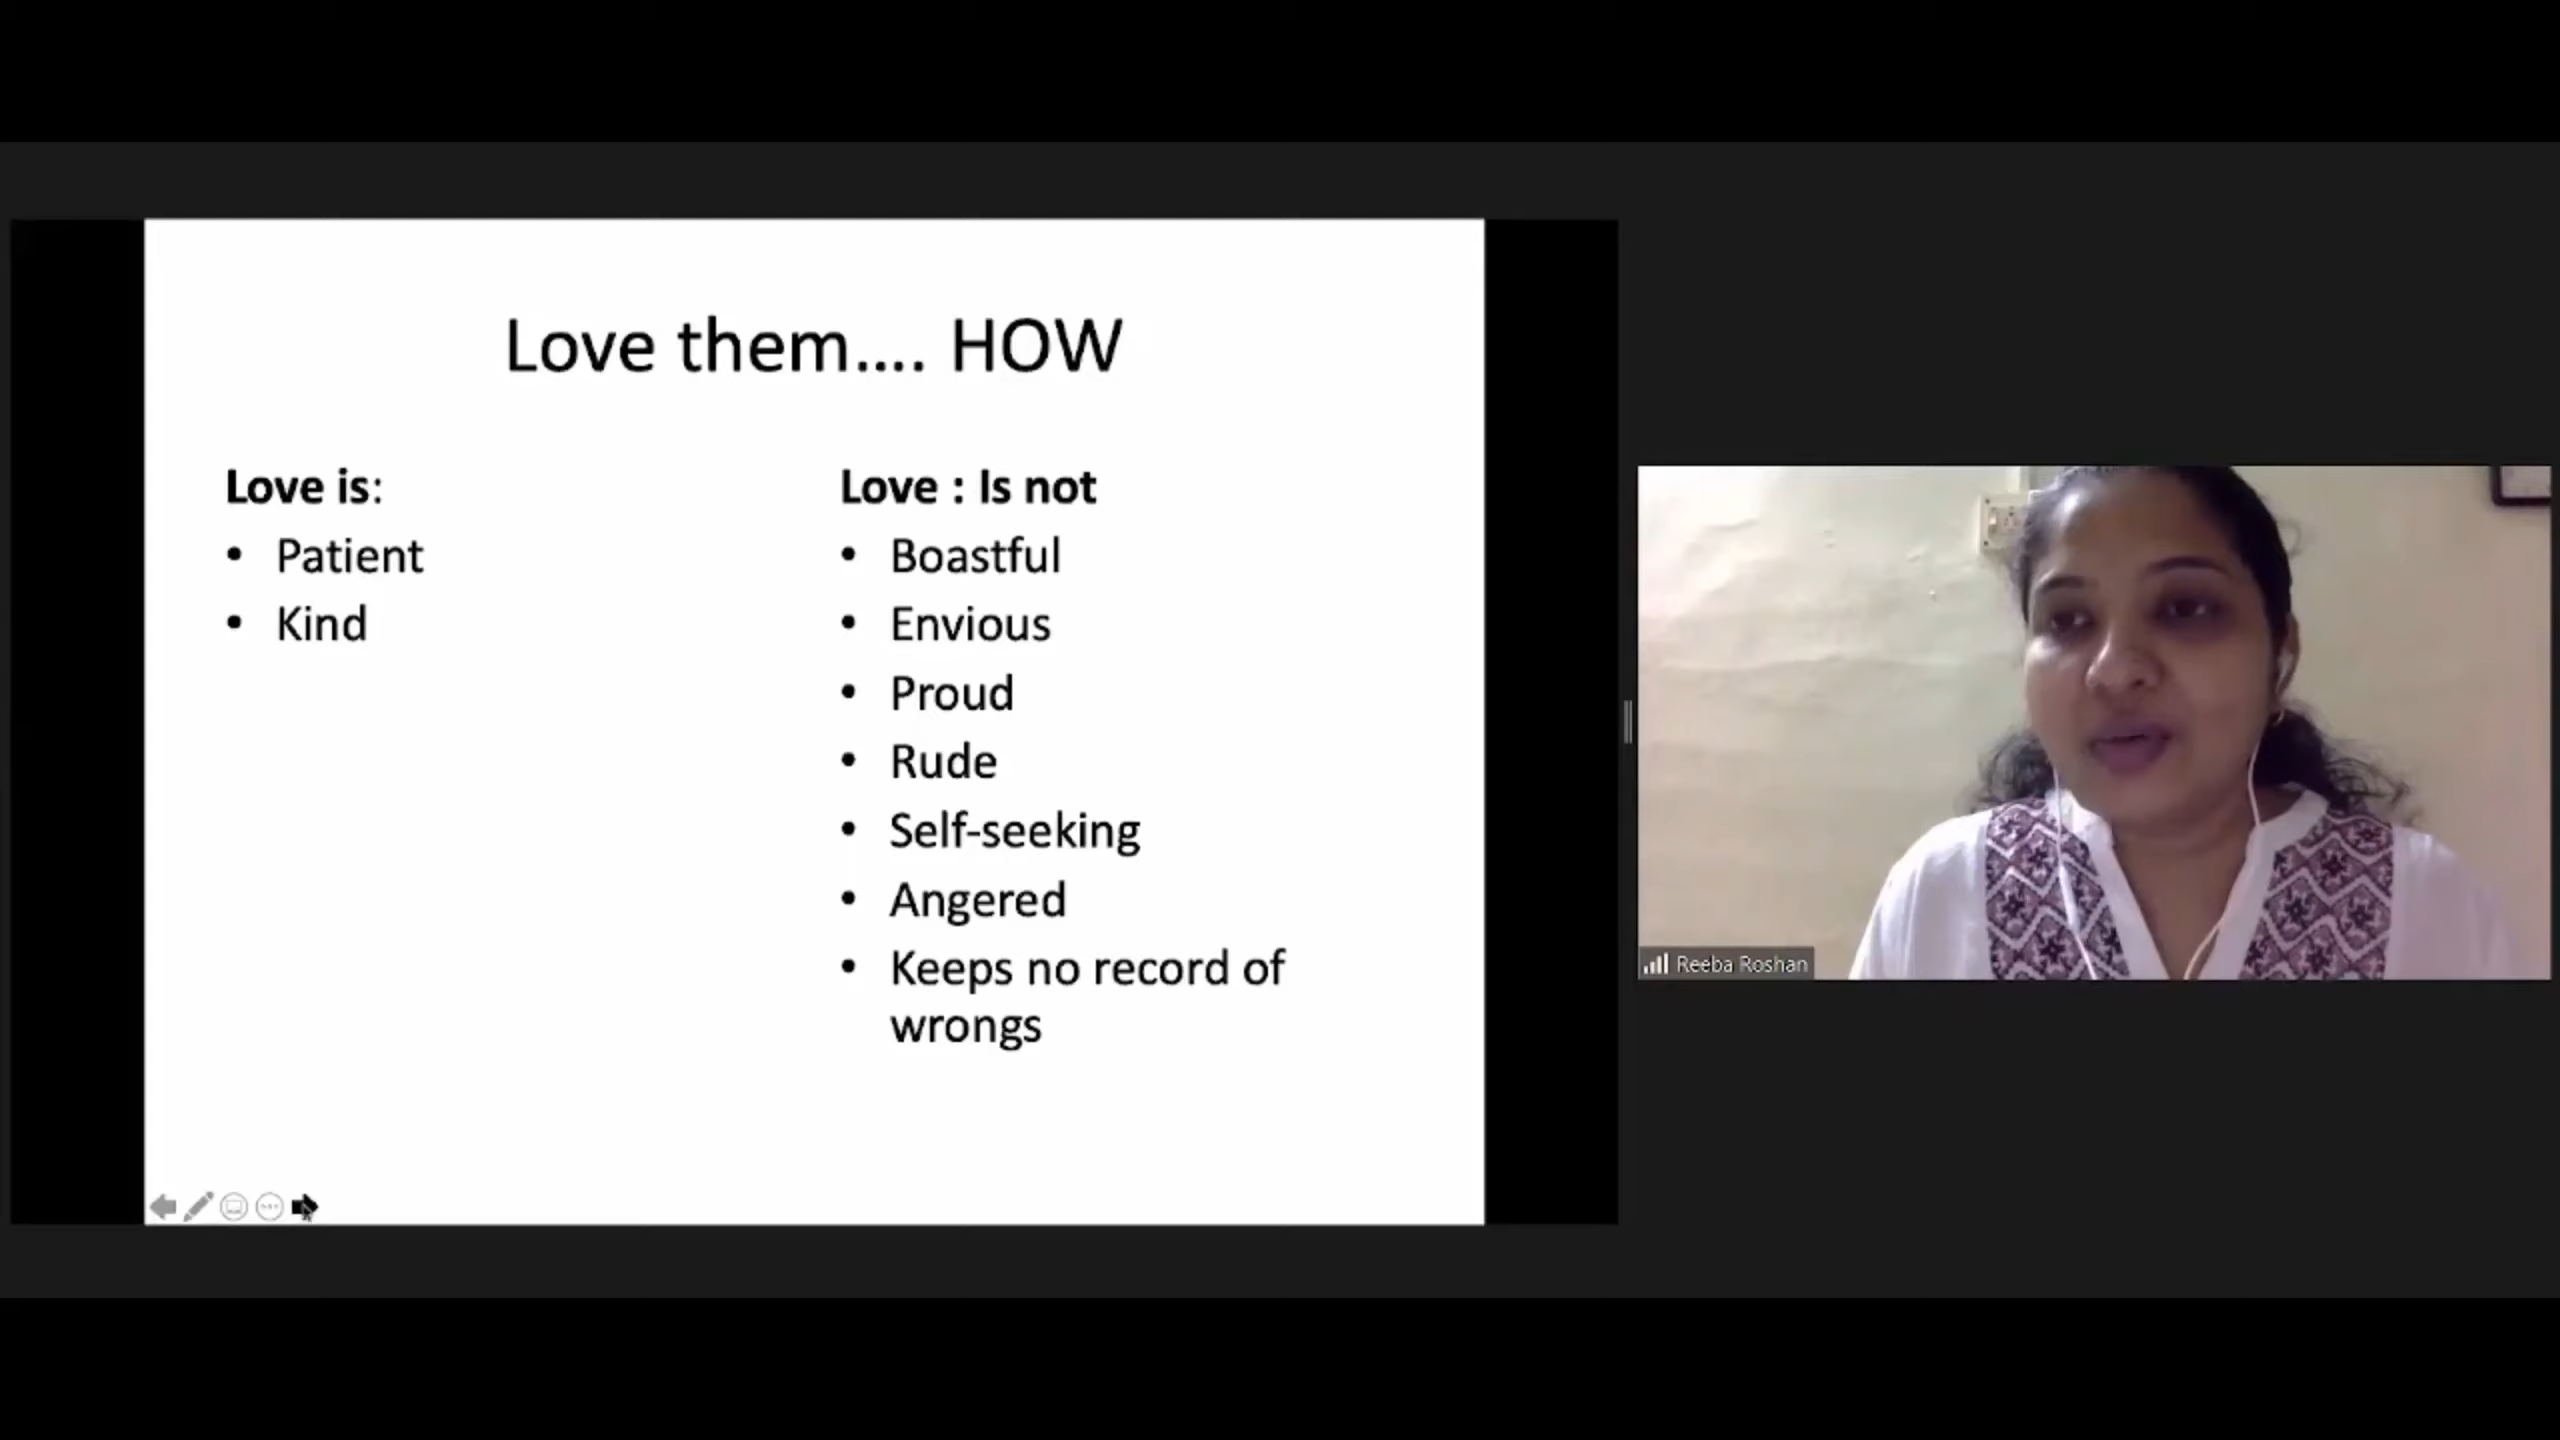 Love them.... HOW
Love is:
• Patient
• Kind
Love : Is not
• Boastful
• Envious
• Proud
• Rude
• Self-seeking
• Angered
• Keeps no record of
wrongs
Reeba Roshan